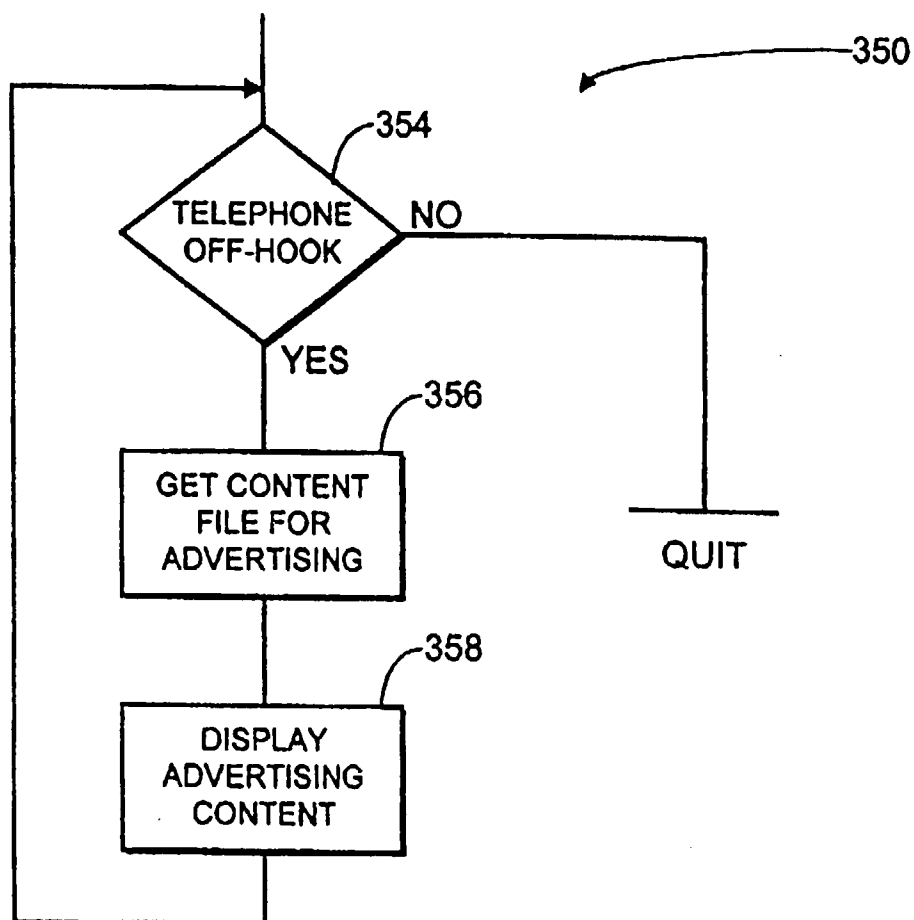 350
354
TELEPHONE
OFF-HOOK
NO
YES
356
GET CONTENT
FILE FOR
ADVERTISING
QUIT
358
DISPLAY
ADVERTISING
CONTENT